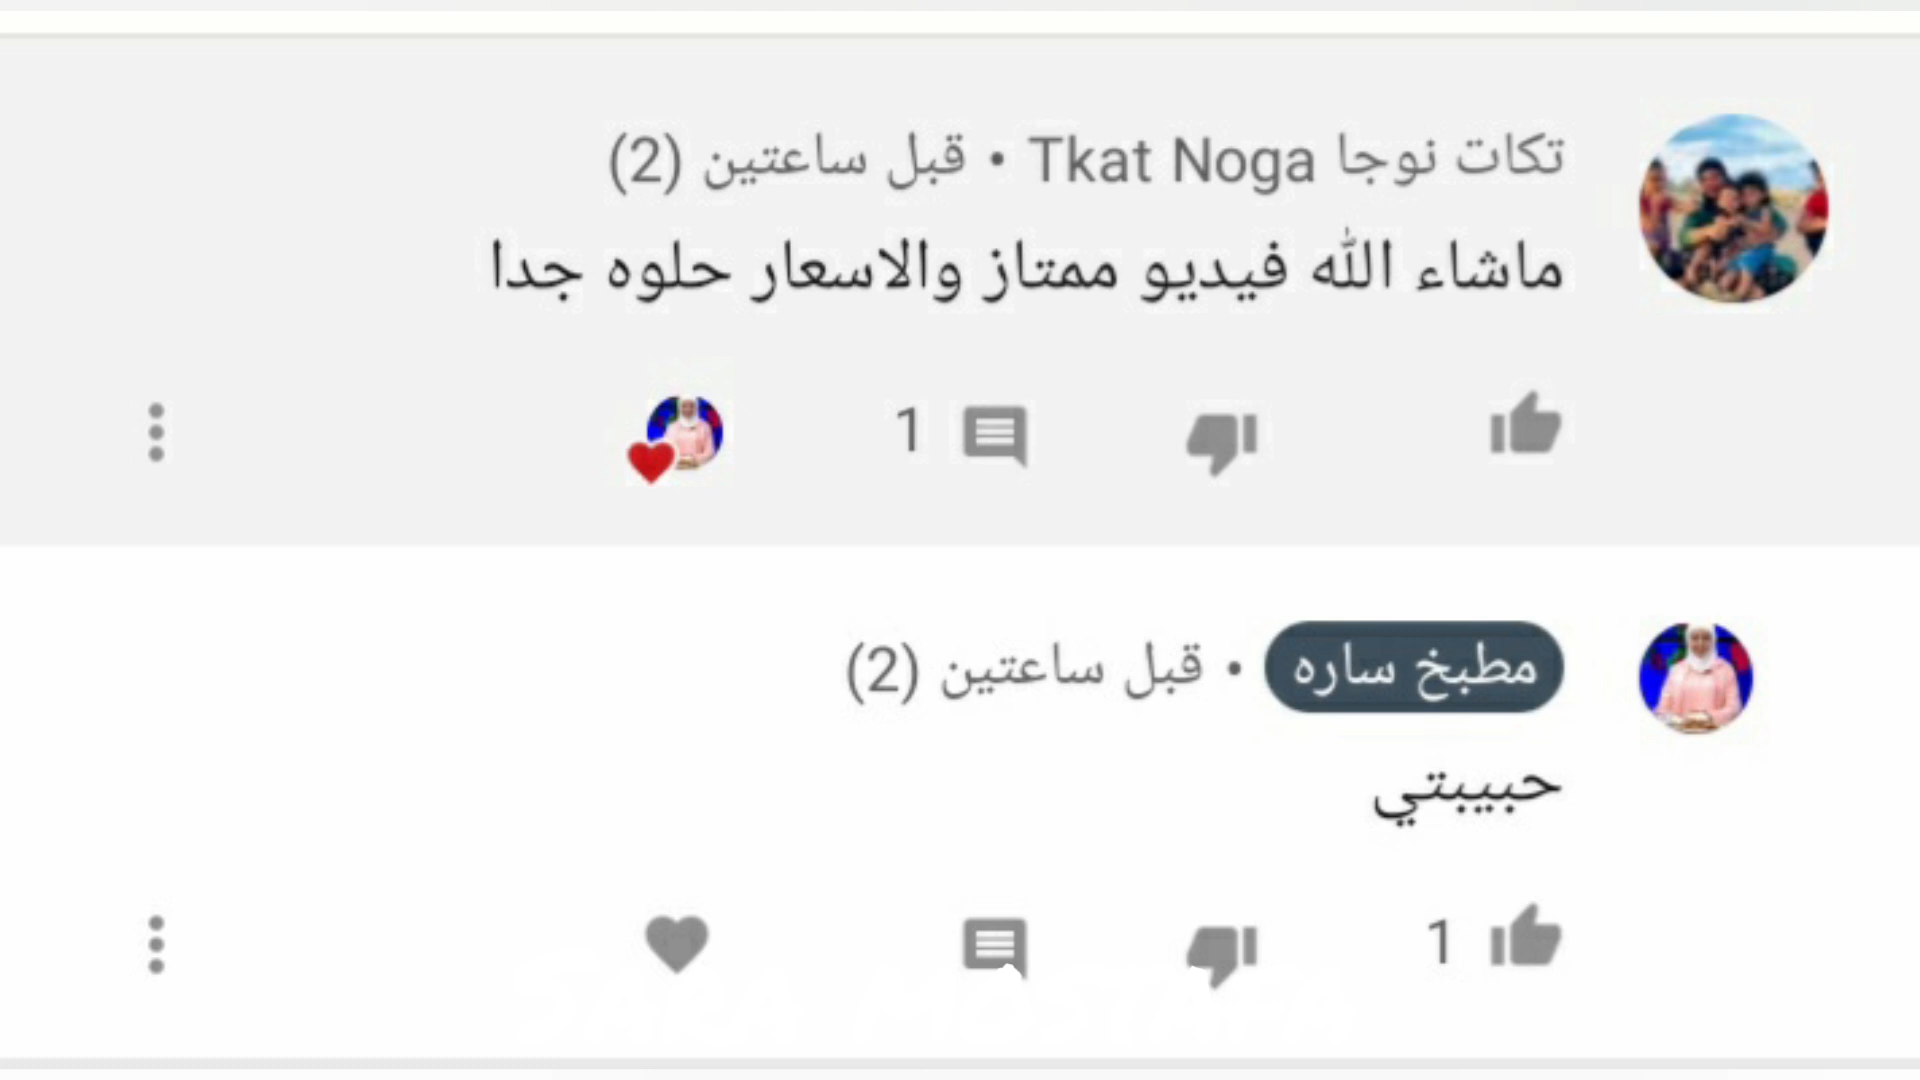 تكات نوجا Tkat Noga • قبل ساعتين (2)
ماشاء الله فيديو ممتاز والاسعار حلوه جدا
1
مطبخ ساره • قبل ساعتين (2)
حبيبتي
1